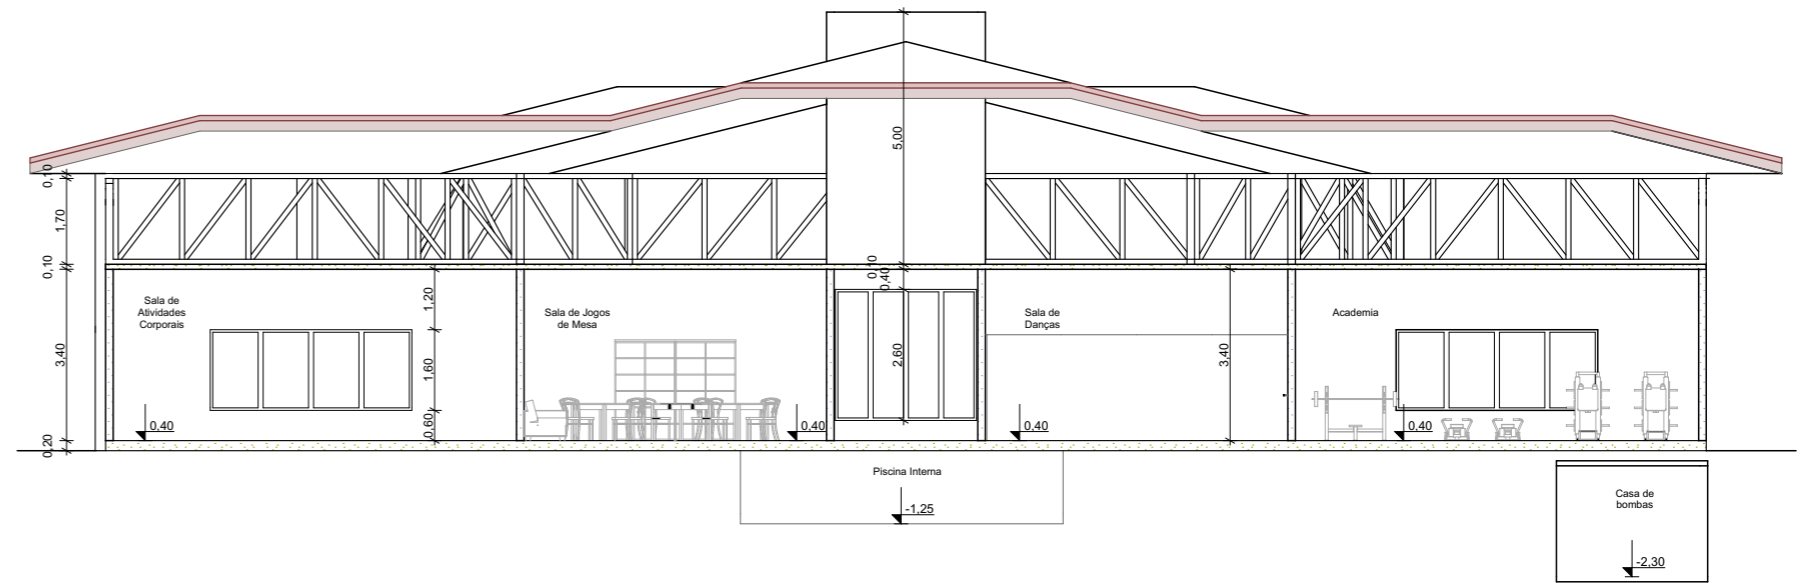 5,00
0,10
1,70
0,10
0,10
0,40
Sala de
Atividades
Corporais
1,20
Sala de Jogos
de Mesa
Sala de
Danças
Academia
3,40
1,60
2,60
3,40
0,60
0,40
0,40
0,40
0,40
0,20
Piscina Interna
-1,25
Casa de
bombas
-2,30